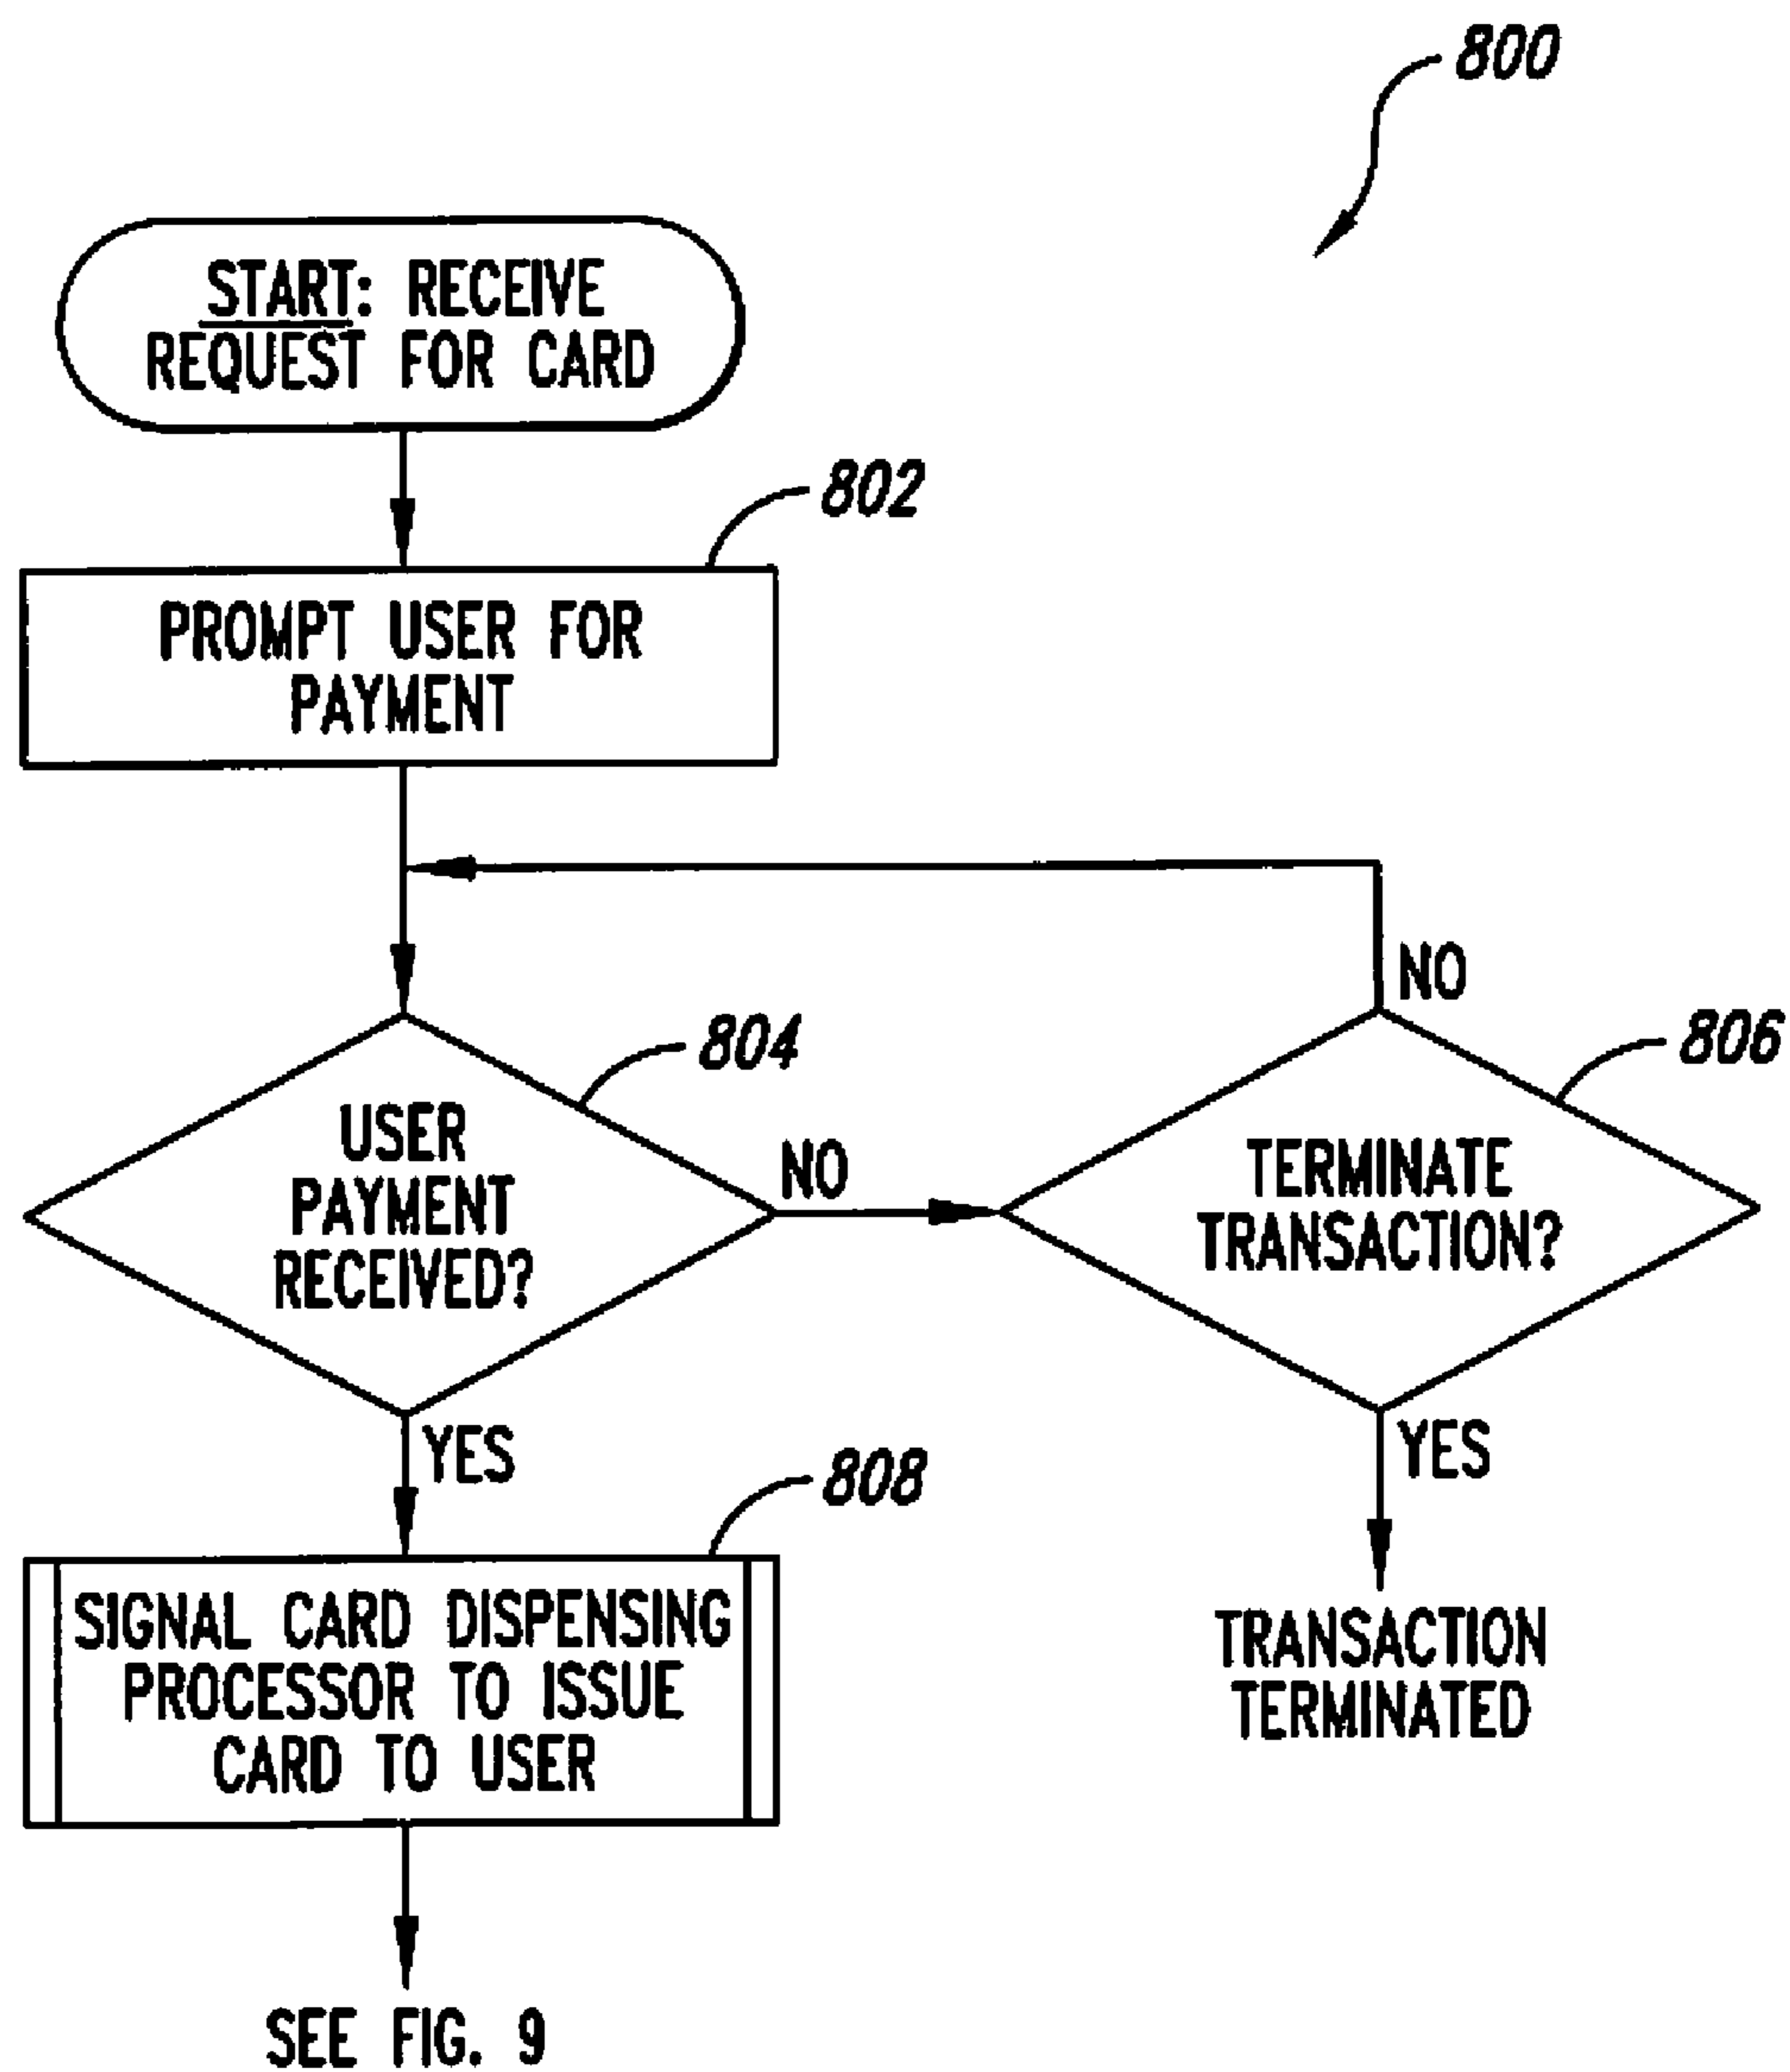 800
START: RECEIVE
REQUEST FOR CARD
802
PROMPT USER FOR
PAYMENT
NO
804
806
USER
PAYMENT
RECEIVED?
NO
TERMINATE
TRANSACTION?
YES
YES
808
SIGNAL CARD DISPENSING
PROCESSOR TO ISSUE
CARD TO USER
TRANSACTION
TERMINATED
SEE FIG. 9